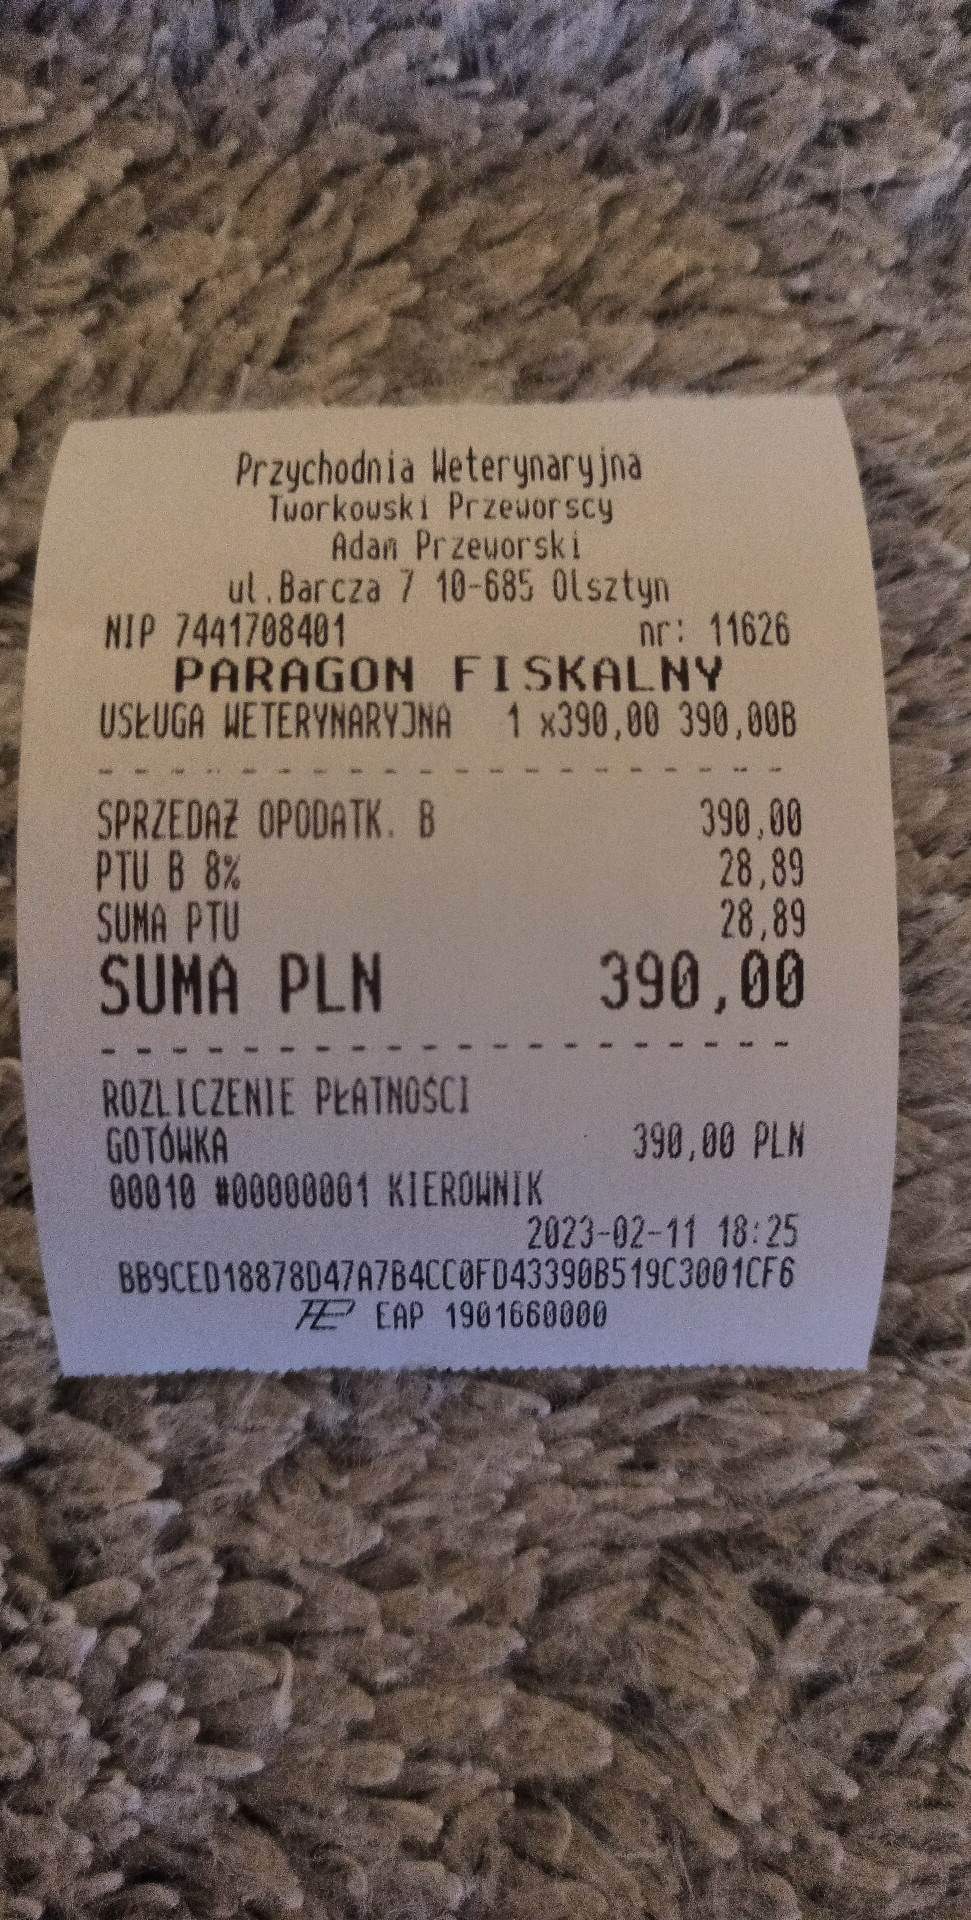 Przychodnia Weterynaryjna
Tworkowski Przeworscy
Adam Przeworski
ul.Barcza 7 10-685 Olsztyn
NIP 7441708401 nr: 11626
PARAGON FISKALNY
USŁUGA WETERYNARYJNA 1 x390,00 390,00B
SPRZEDAŻ OPODATK. B 390,00
PTU B 8% 28,89
SUMA PTU 28,89
SUMA PLN 390,00
ROZLICZENIE PŁATNOŚCI
GOTÓWKA 390,00 PLN
00010 #00000001 KIEROWNIK
2023-02-11 18:25
BB9CED18878D47A7B4CC0FD43390B519C3001CF6
EAP 1901660000